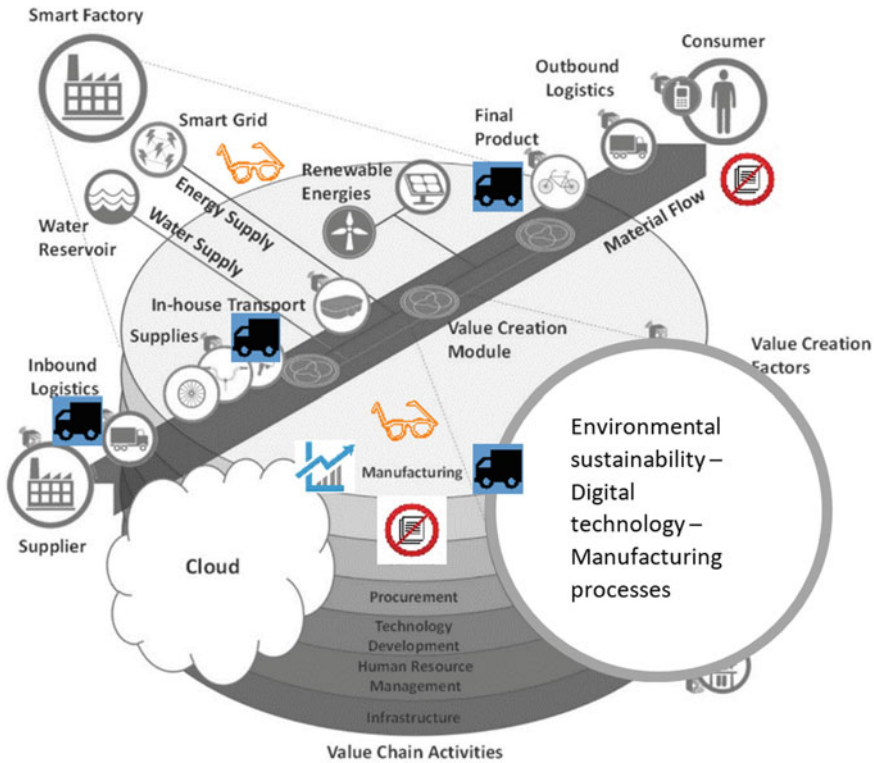 Smart Factory
Consumer
Outbound
Logistics
Final
Product
Smart Grid
Renewable
Energies
Energy Supply
Water
Reservoir
Water Supply
Material Flow
In-house Transport
Supplies
Value Creation
Module
Value Creation
Factors
Inbound
Logistics
Environmental
sustainability –
Digital
technology –
Manufacturing
processes
Manufacturing
Supplier
Cloud
Procurement
Technology
Development
Human Resource
Management
Infrastructure
Value Chain Activities